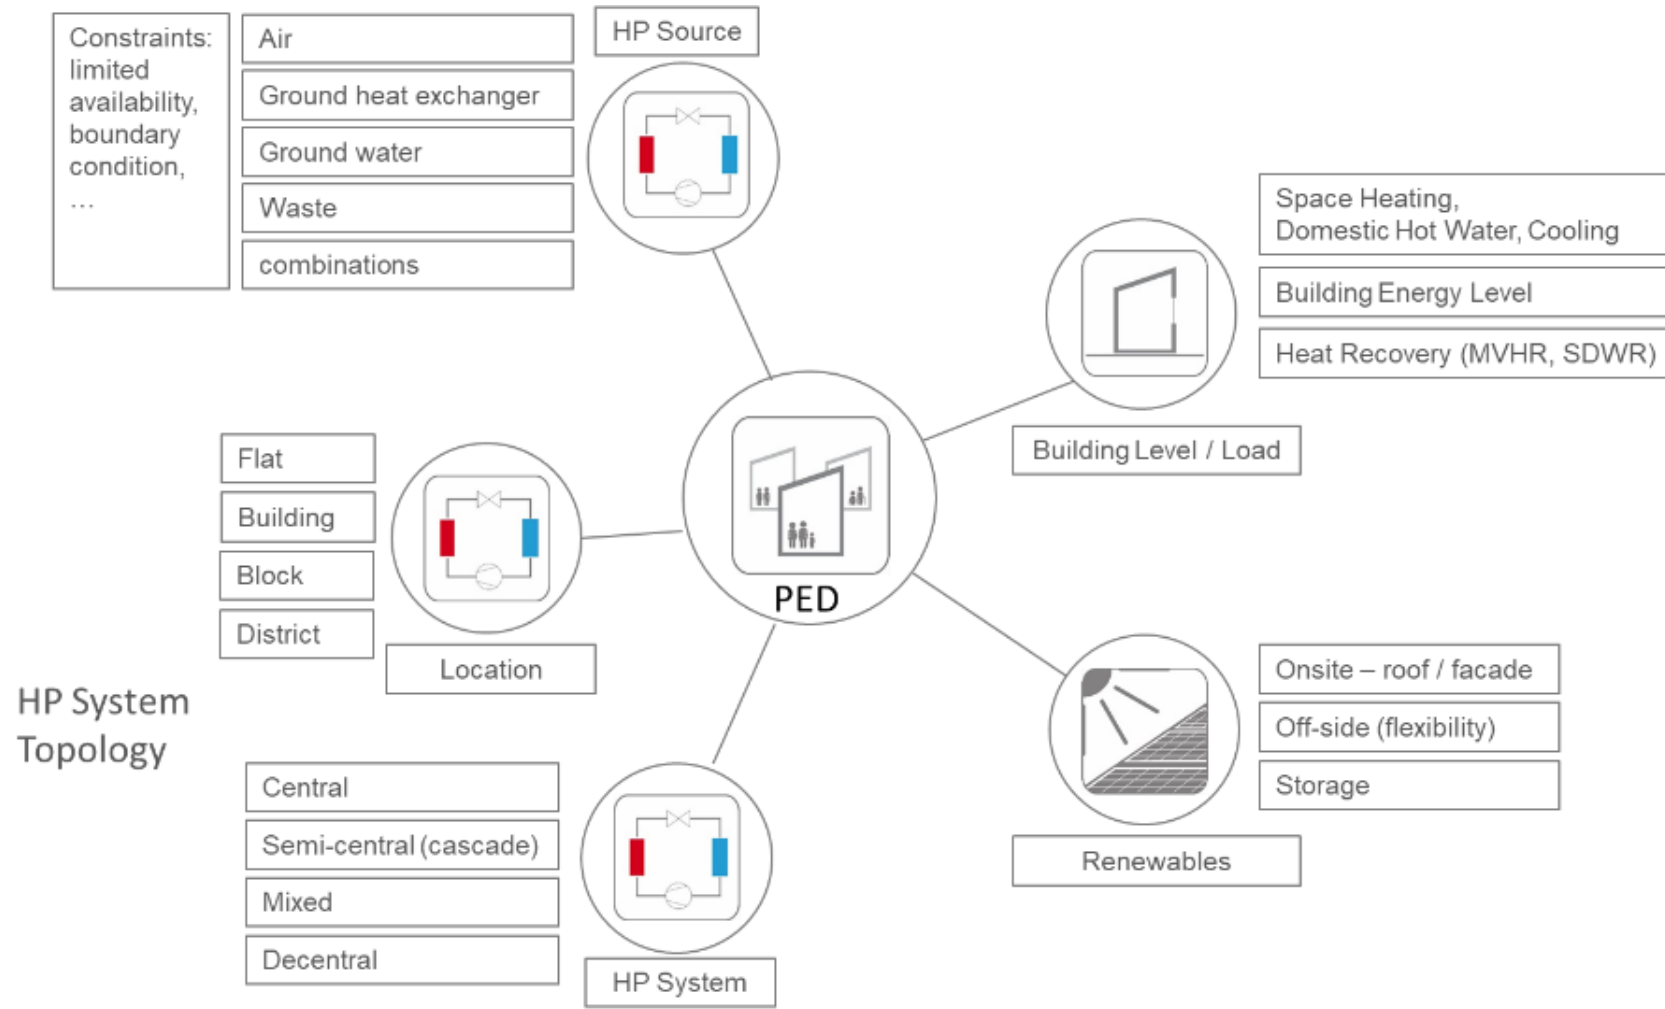 Constraints:
limited
availability,
boundary
condition,
...
Air
Ground heat exchanger
Ground water
Waste
combinations
HP Source
Space Heating,
Domestic Hot Water, Cooling
Building Energy Level
Heat Recovery (MVHR, SDWR)
Building Level / Load
Flat
Building
Block
District
Location
PED
HP System
Topology
Onsite – roof / facade
Off-side (flexibility)
Storage
Renewables
Central
Semi-central (cascade)
Mixed
Decentral
HP System